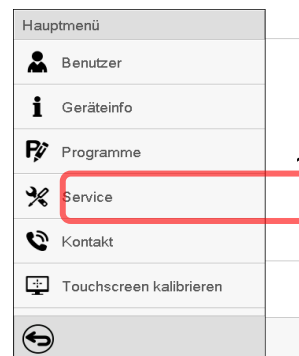 Hauptmenü
Benutzer
Geräteinfo
Programme
Service
Kontakt
Touchscreen kalibrieren